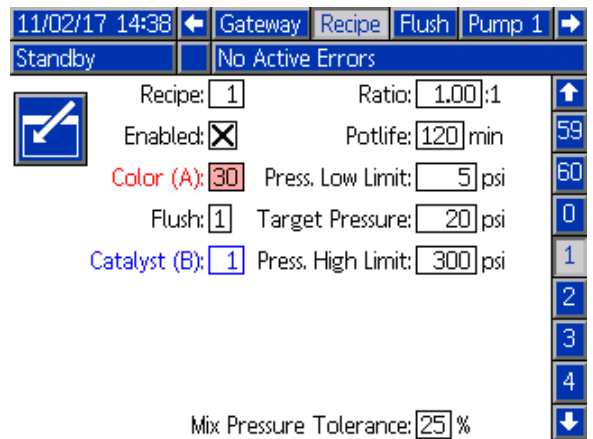 11/02/17 14:38 Gateway Recipe Flush Pump 1
Standby No Active Errors
Recipe: 1 Ratio: 1.00 :1
Enabled: X Potlife: 120 min
Color (A): 30 Press. Low Limit: 5 psi
Flush: 1 Target Pressure: 20 psi
Catalyst (B): 1 Press. High Limit: 300 psi
Mix Pressure Tolerance: 25 %
59
60
0
1
2
3
4